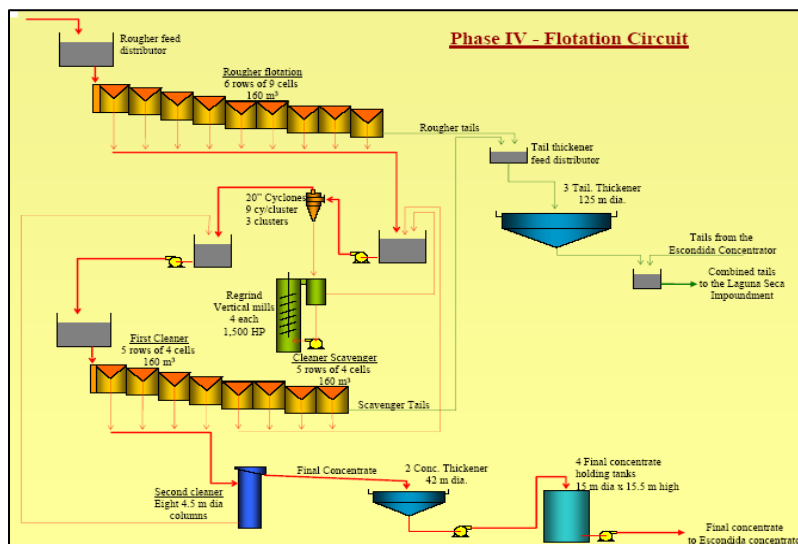 Phase IV - Flotation Circuit
Rougher feed
distributor
Rougher flotation
6 rows of 9 cells
160 m³
Rougher tails
Tail thickener
feed distributor
3 Tail. Thickener
125 m dia.
20" Cyclones
9 cy/cluster
3 clusters
Tails from the
Escondida Concentrator
Combined tails
to the Laguna Seca
Impoundment
Regrind
Vertical mills
4 each
1,500 HP
First Cleaner
5 rows of 4 cells
160 m³
Cleaner Scavenger
5 rows of 4 cells
160 m³
Scavenger Tails
Final Concentrate
2 Conc. Thickener
42 m dia.
4 Final concentrate
holding tanks
15 m dia x 15.5 m high
Second cleaner
Eight 4.5 m dia
columns
Final concentrate
to Escondida concentrato